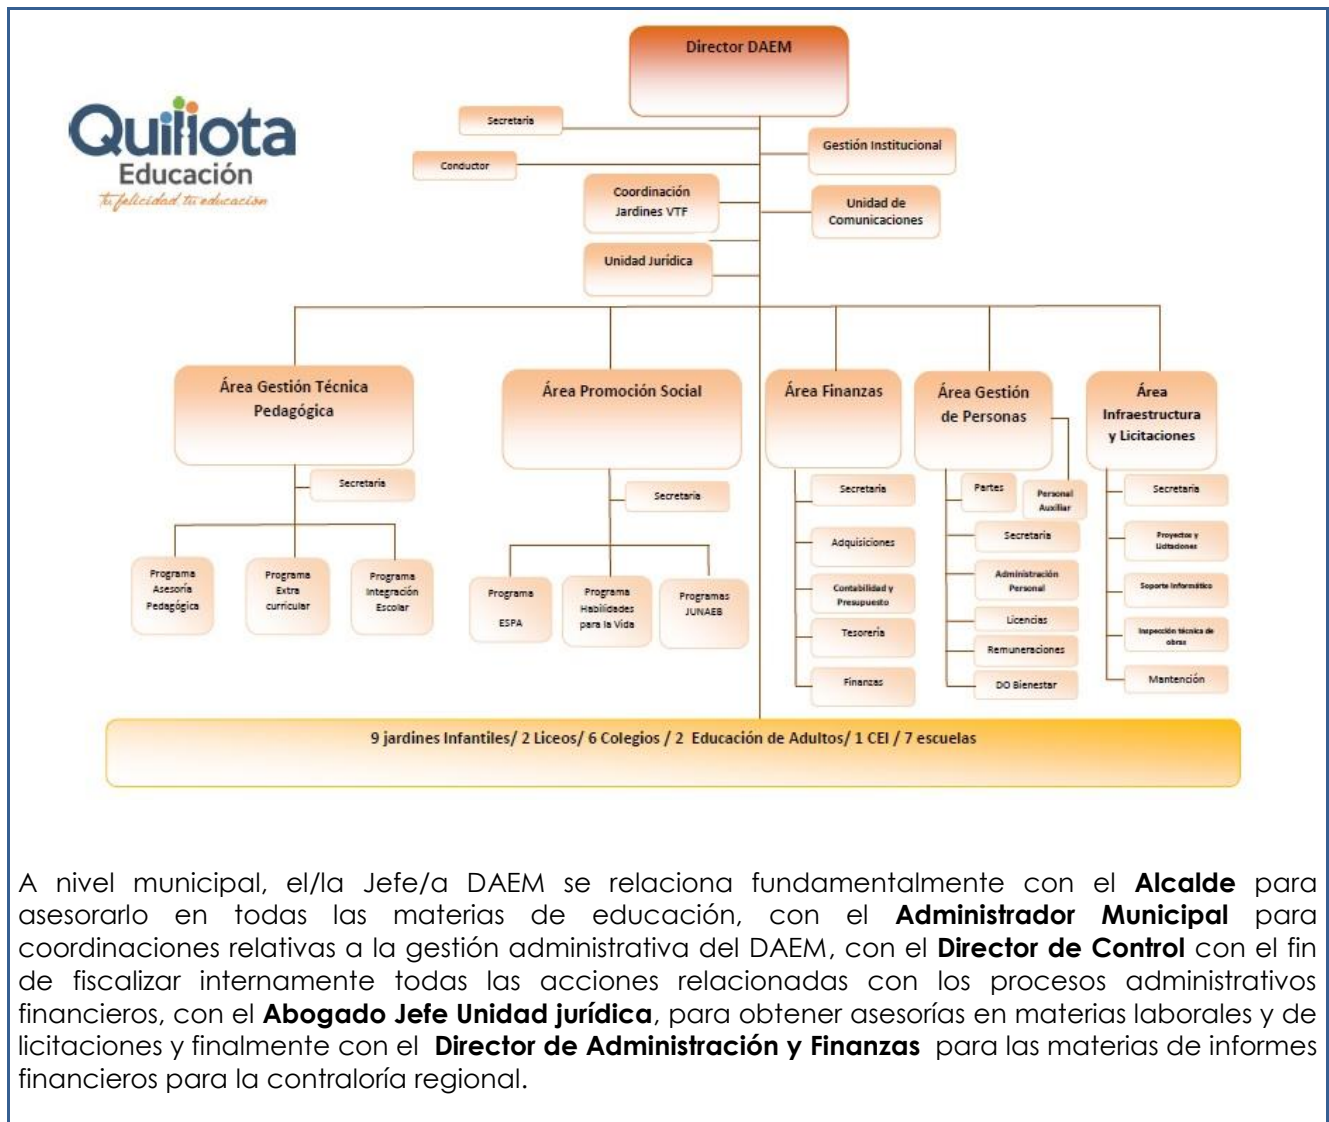 Director DAEM
Quillota
Educación
Tu felicidad, tu educación
Secretaria
Conductor
Gestión Institucional
Coordinación
Jardines VTF
Unidad de
Comunicaciones
Unidad Jurídica
Área Gestión Técnica
Pedagógica
Secretaria
Programa
Asesoría
Pedagógica
Programa
Extra
curricular
Programa
Integración
Escolar
Área Promoción Social
Secretaria
Programa
ESPA
Programa
Habilidades
para la Vida
Programas
JUNAEB
Área Finanzas
Secretaria
Adquisiciones
Contabilidad y
Presupuesto
Tesorería
Finanzas
Área Gestión
de Personas
Partes
Personal
Auxiliar
Secretaria
Administración
Personal
Licencias
Remuneraciones
DO Bienestar
Área
Infraestructura
y Licitaciones
Secretaria
Proyectos y
Licitaciones
Soporte Informático
Inspección técnica de
obras
Mantención
9 jardines Infantiles/ 2 Liceos/ 6 Colegios / 2 Educación de Adultos/ 1 CEI / 7 escuelas
A nivel municipal, el/la Jefe/a DAEM se relaciona fundamentalmente con el Alcalde para
asesorarlo en todas las materias de educación, con el Administrador Municipal para
coordinaciones relativas a la gestión administrativa del DAEM, con el Director de Control con el fin
de fiscalizar internamente todas las acciones relacionadas con los procesos administrativos
financieros, con el Abogado Jefe Unidad jurídica, para obtener asesorías en materias laborales y de
licitaciones y finalmente con el Director de Administración y Finanzas para las materias de informes
financieros para la contraloría regional.